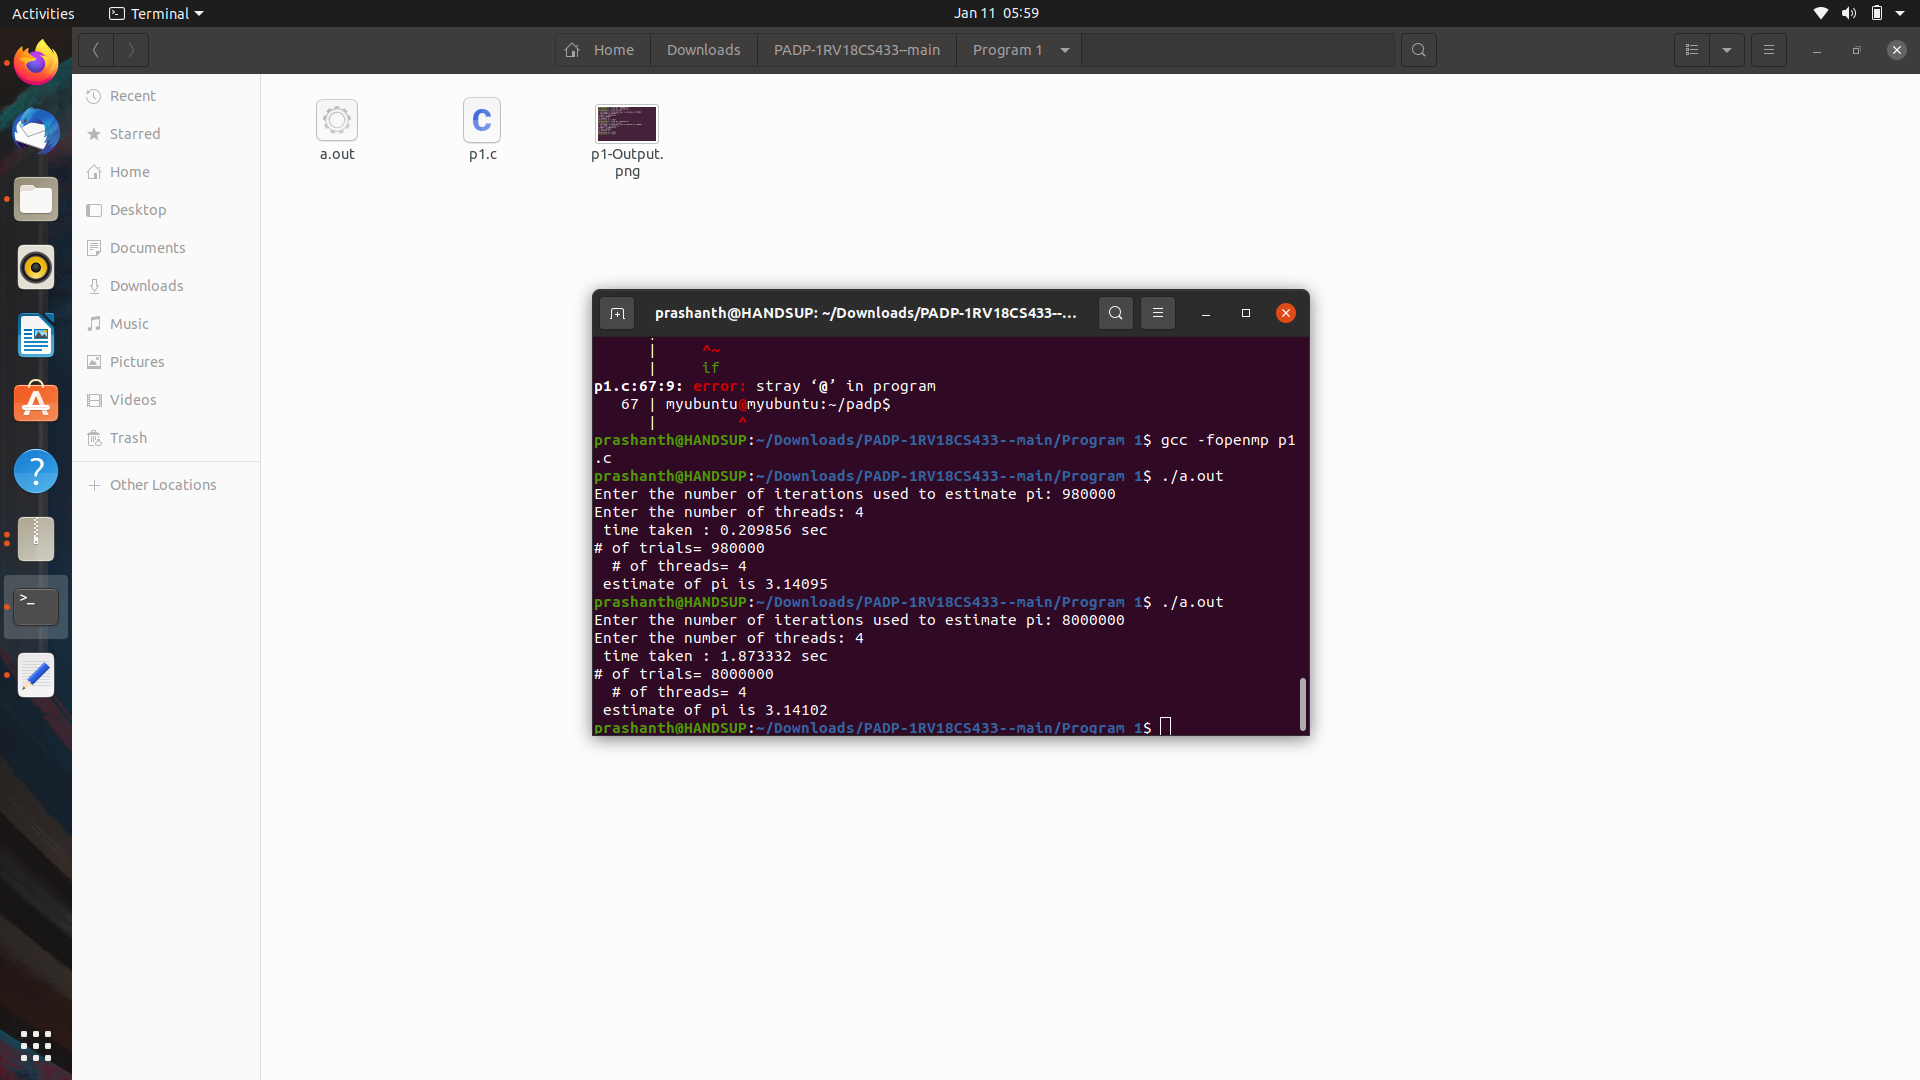 Activities
Terminal
Jan 11 05:59
Home
Downloads
PADP-1RV18CS433--main
Program 1
Recent
Starred
Home
Desktop
Documents
Downloads
Music
Pictures
Videos
Trash
Other Locations
a.out
C
p1.c
p1-Output.
png
prashanth@HANDSUP: ~/Downloads/PADP-1RV18CS433--...
| ^~
| if
p1.c:67:9: error: stray ‘@’ in program
67 | myubuntu@myubuntu:~/padp$
| ^
prashanth@HANDSUP:~/Downloads/PADP-1RV18CS433--main/Program 1$ gcc -fopenmp p1
.c
prashanth@HANDSUP:~/Downloads/PADP-1RV18CS433--main/Program 1$ ./a.out
Enter the number of iterations used to estimate pi: 980000
Enter the number of threads: 4
time taken : 0.209856 sec
# of trials= 980000
# of threads= 4
estimate of pi is 3.14095
prashanth@HANDSUP:~/Downloads/PADP-1RV18CS433--main/Program 1$ ./a.out
Enter the number of iterations used to estimate pi: 8000000
Enter the number of threads: 4
time taken : 1.873332 sec
# of trials= 8000000
# of threads= 4
estimate of pi is 3.14102
prashanth@HANDSUP:~/Downloads/PADP-1RV18CS433--main/Program 1$